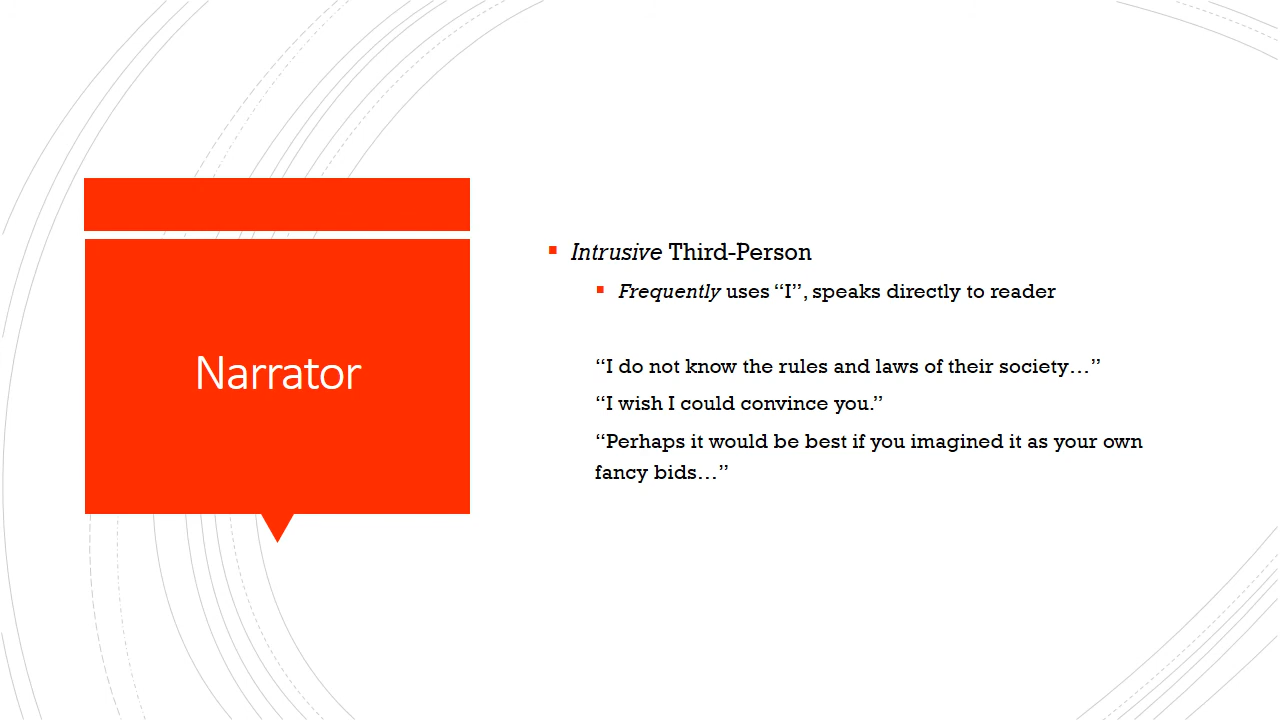 Narrator
Intrusive Third-Person
Frequently uses “I”, speaks directly to reader
“I do not know the rules and laws of their society…”
“I wish I could convince you.”
“Perhaps it would be best if you imagined it as your own
fancy bids…”